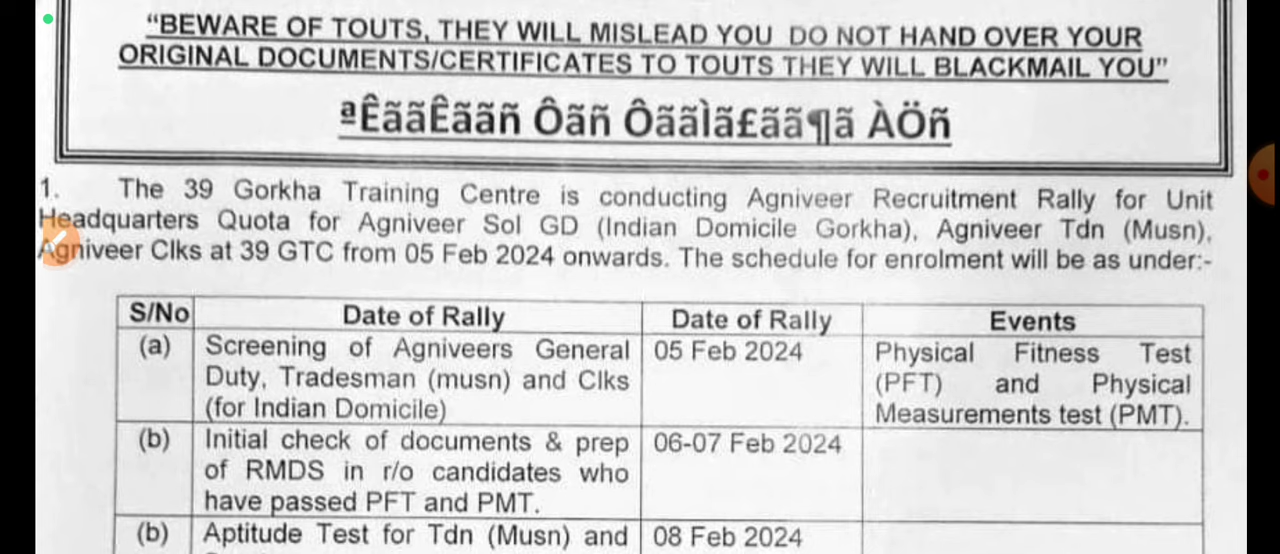 "BEWARE OF TOUTS, THEY WILL MISLEAD YOU DO NOT HAND OVER YOUR
ORIGINAL DOCUMENTS/CERTIFICATES TO TOUTS THEY WILL BLACKMAIL YOU"
ªÊããÊããñ Ôãñ ÔããÌã£ãã¶ã ÀÖñ
1. The 39 Gorkha Training Centre is conducting Agniveer Recruitment Rally for Unit
Headquarters Quota for Agniveer Sol GD (Indian Domicile Gorkha), Agniveer Tdn (Musn),
Agniveer Clks at 39 GTC from 05 Feb 2024 onwards. The schedule for enrolment will be as under:-
S/No Date of Rally Date of Rally Events
(a) Screening of Agniveers General 05 Feb 2024 Physical Fitness Test
Duty, Tradesman (musn) and Clks (PFT) and Physical
(for Indian Domicile) Measurements test (PMT).
(b) Initial check of documents & prep 06-07 Feb 2024
of RMDS in r/o candidates who
have passed PFT and PMT.
(b) Aptitude Test for Tdn (Musn) and 08 Feb 2024